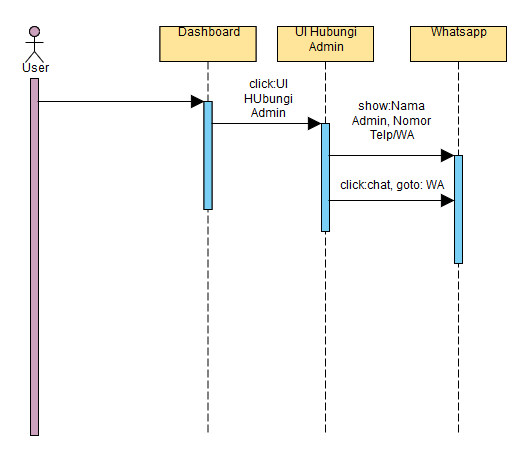 User
Dashboard
UI Hubungi
Admin
Whatsapp
click:UI
HUbungi
Admin
show:Nama
Admin, Nomor
Telp/WA
click:chat, goto: WA